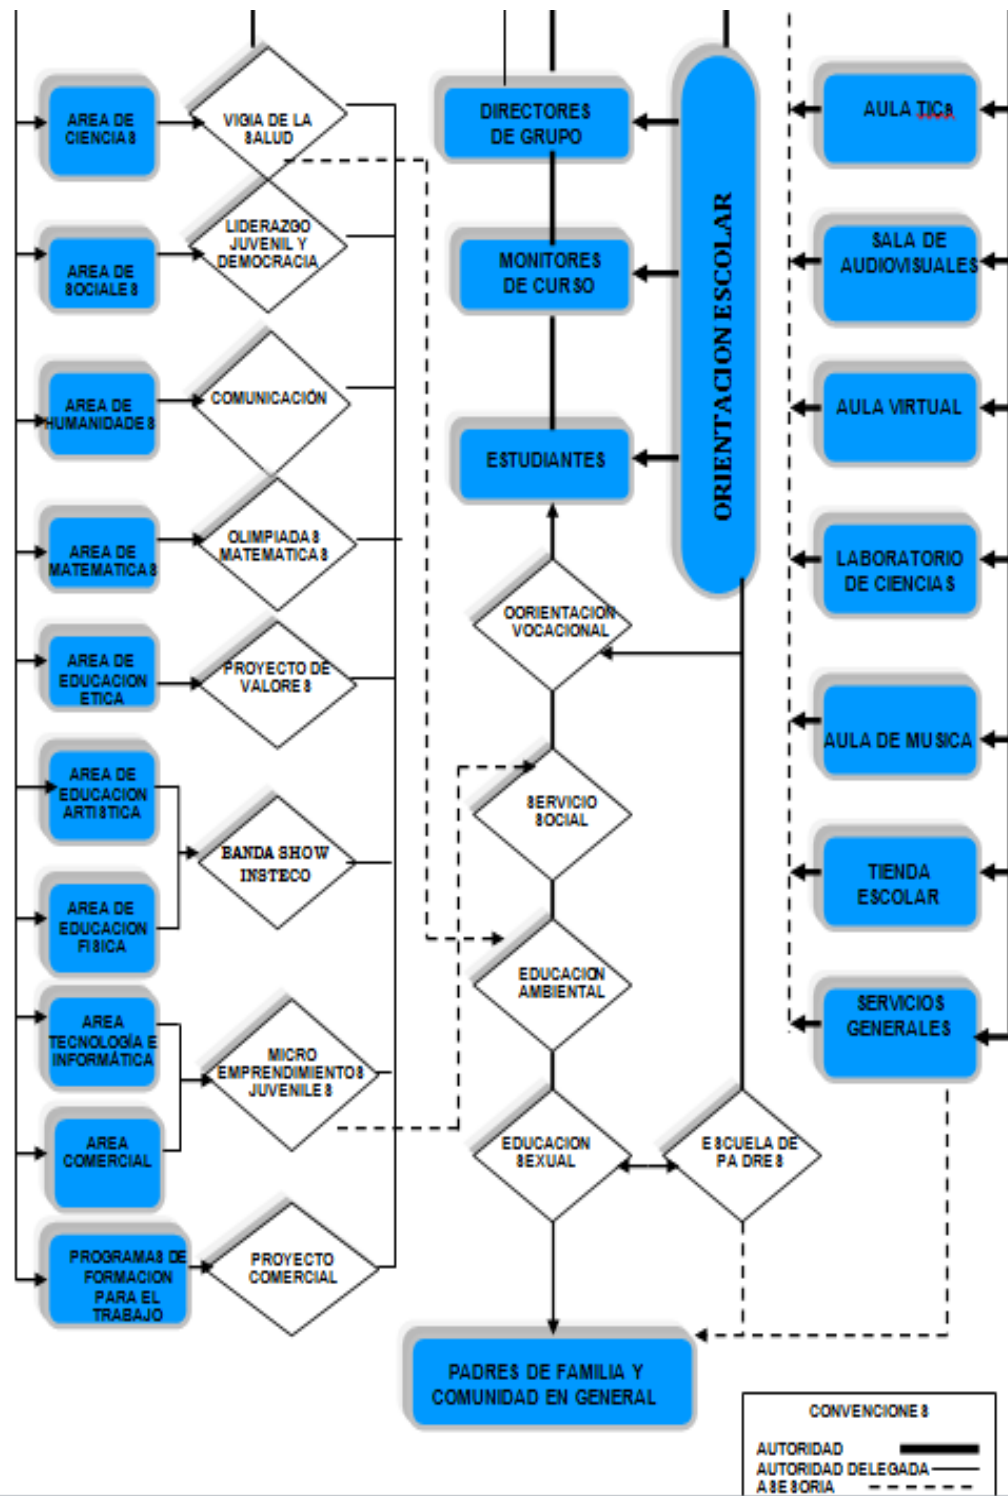 AREA DE
CIENCIAS
VIGIA DE LA
SALUD
LIDERAZGO
JUVENIL Y
DEMOCRACIA
AREA DE
SOCIALES
AREA DE
HUMANIDADES
COMUNICACIÓN
AREA DE
MATEMATICAS
OLIMPIADAS
MATEMATICAS
AREA DE
EDUCACION
ETICA
PROYECTO DE
VALORES
AREA DE
EDUCACION
ARTISTICA
BANDA SHOW
INSTECO
AREA DE
EDUCACION
FISICA
AREA
TECNOLOGÍA E
INFORMÁTICA
MICRO
EMPRENDIMIENTOS
JUVENILES
AREA
COMERCIAL
PROGRAMAS DE
FORMACION
PARA EL
TRABAJO
PROYECTO
COMERCIAL
DIRECTORES
DE GRUPO
MONITORES
DE CURSO
ESTUDIANTES
ORIENTACION ESCOLAR
OORIENTACION
VOCACIONAL
SERVICIO
SOCIAL
EDUCACION
AMBIENTAL
EDUCACION
SEXUAL
ESCUELA DE
PADRES
PADRES DE FAMILIA Y
COMUNIDAD EN GENERAL
AULA TICs
SALA DE
AUDIOVISUALES
AULA VIRTUAL
LABORATORIO
DE CIENCIAS
AULA DE MUSICA
TIENDA
ESCOLAR
SERVICIOS
GENERALES
CONVENCIONES
AUTORIDAD
AUTORIDAD DELEGADA
ASESORIA